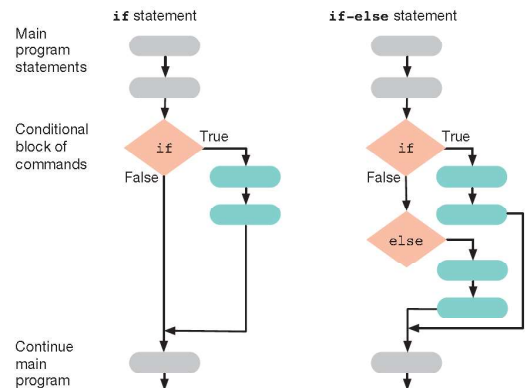 if statement
if-else statement
Main
program
statements
Conditional
block of
commands
if
True
False
if
True
False
else
Continue
main
program